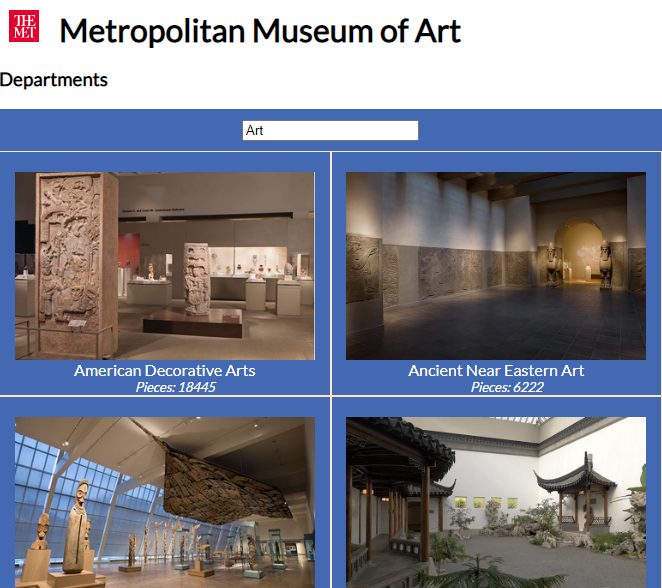 THE
MET
Metropolitan Museum of Art
Departments
Art
American Decorative Arts
Pieces: 18445
Ancient Near Eastern Art
Pieces: 6222